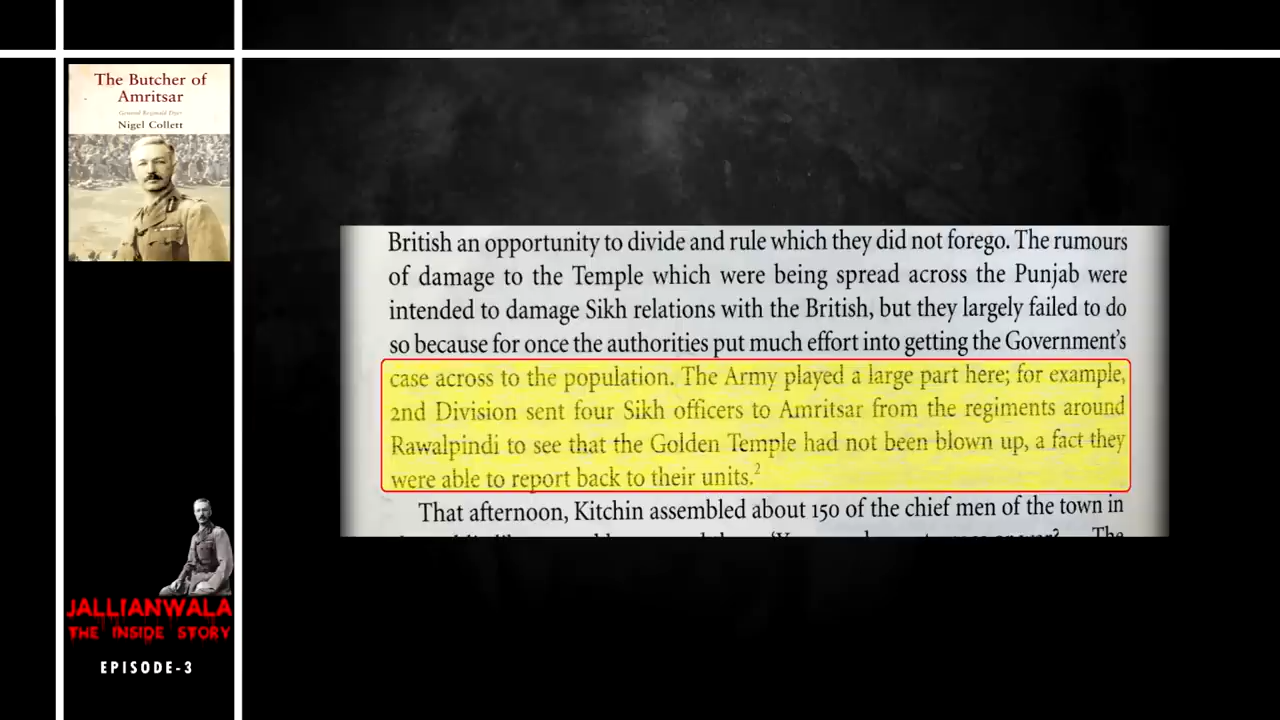 The Butcher of
Amritsar
General Reginald Dyer
Nigel Collett
British an opportunity to divide and rule which they did not forego. The rumours
of damage to the Temple which were being spread across the Punjab were
intended to damage Sikh relations with the British, but they largely failed to do
so because for once the authorities put much effort into getting the Government's
case across to the population. The Army played a large part here; for example,
2nd Division sent four Sikh officers to Amritsar from the regiments around
Rawalpindi to see that the Golden Temple had not been blown up, a fact they
were able to report back to their units.2
That afternoon, Kitchin assembled about 150 of the chief men of the town in
The
JALLIANWALA
THE INSIDE STORY
EPISODE-3